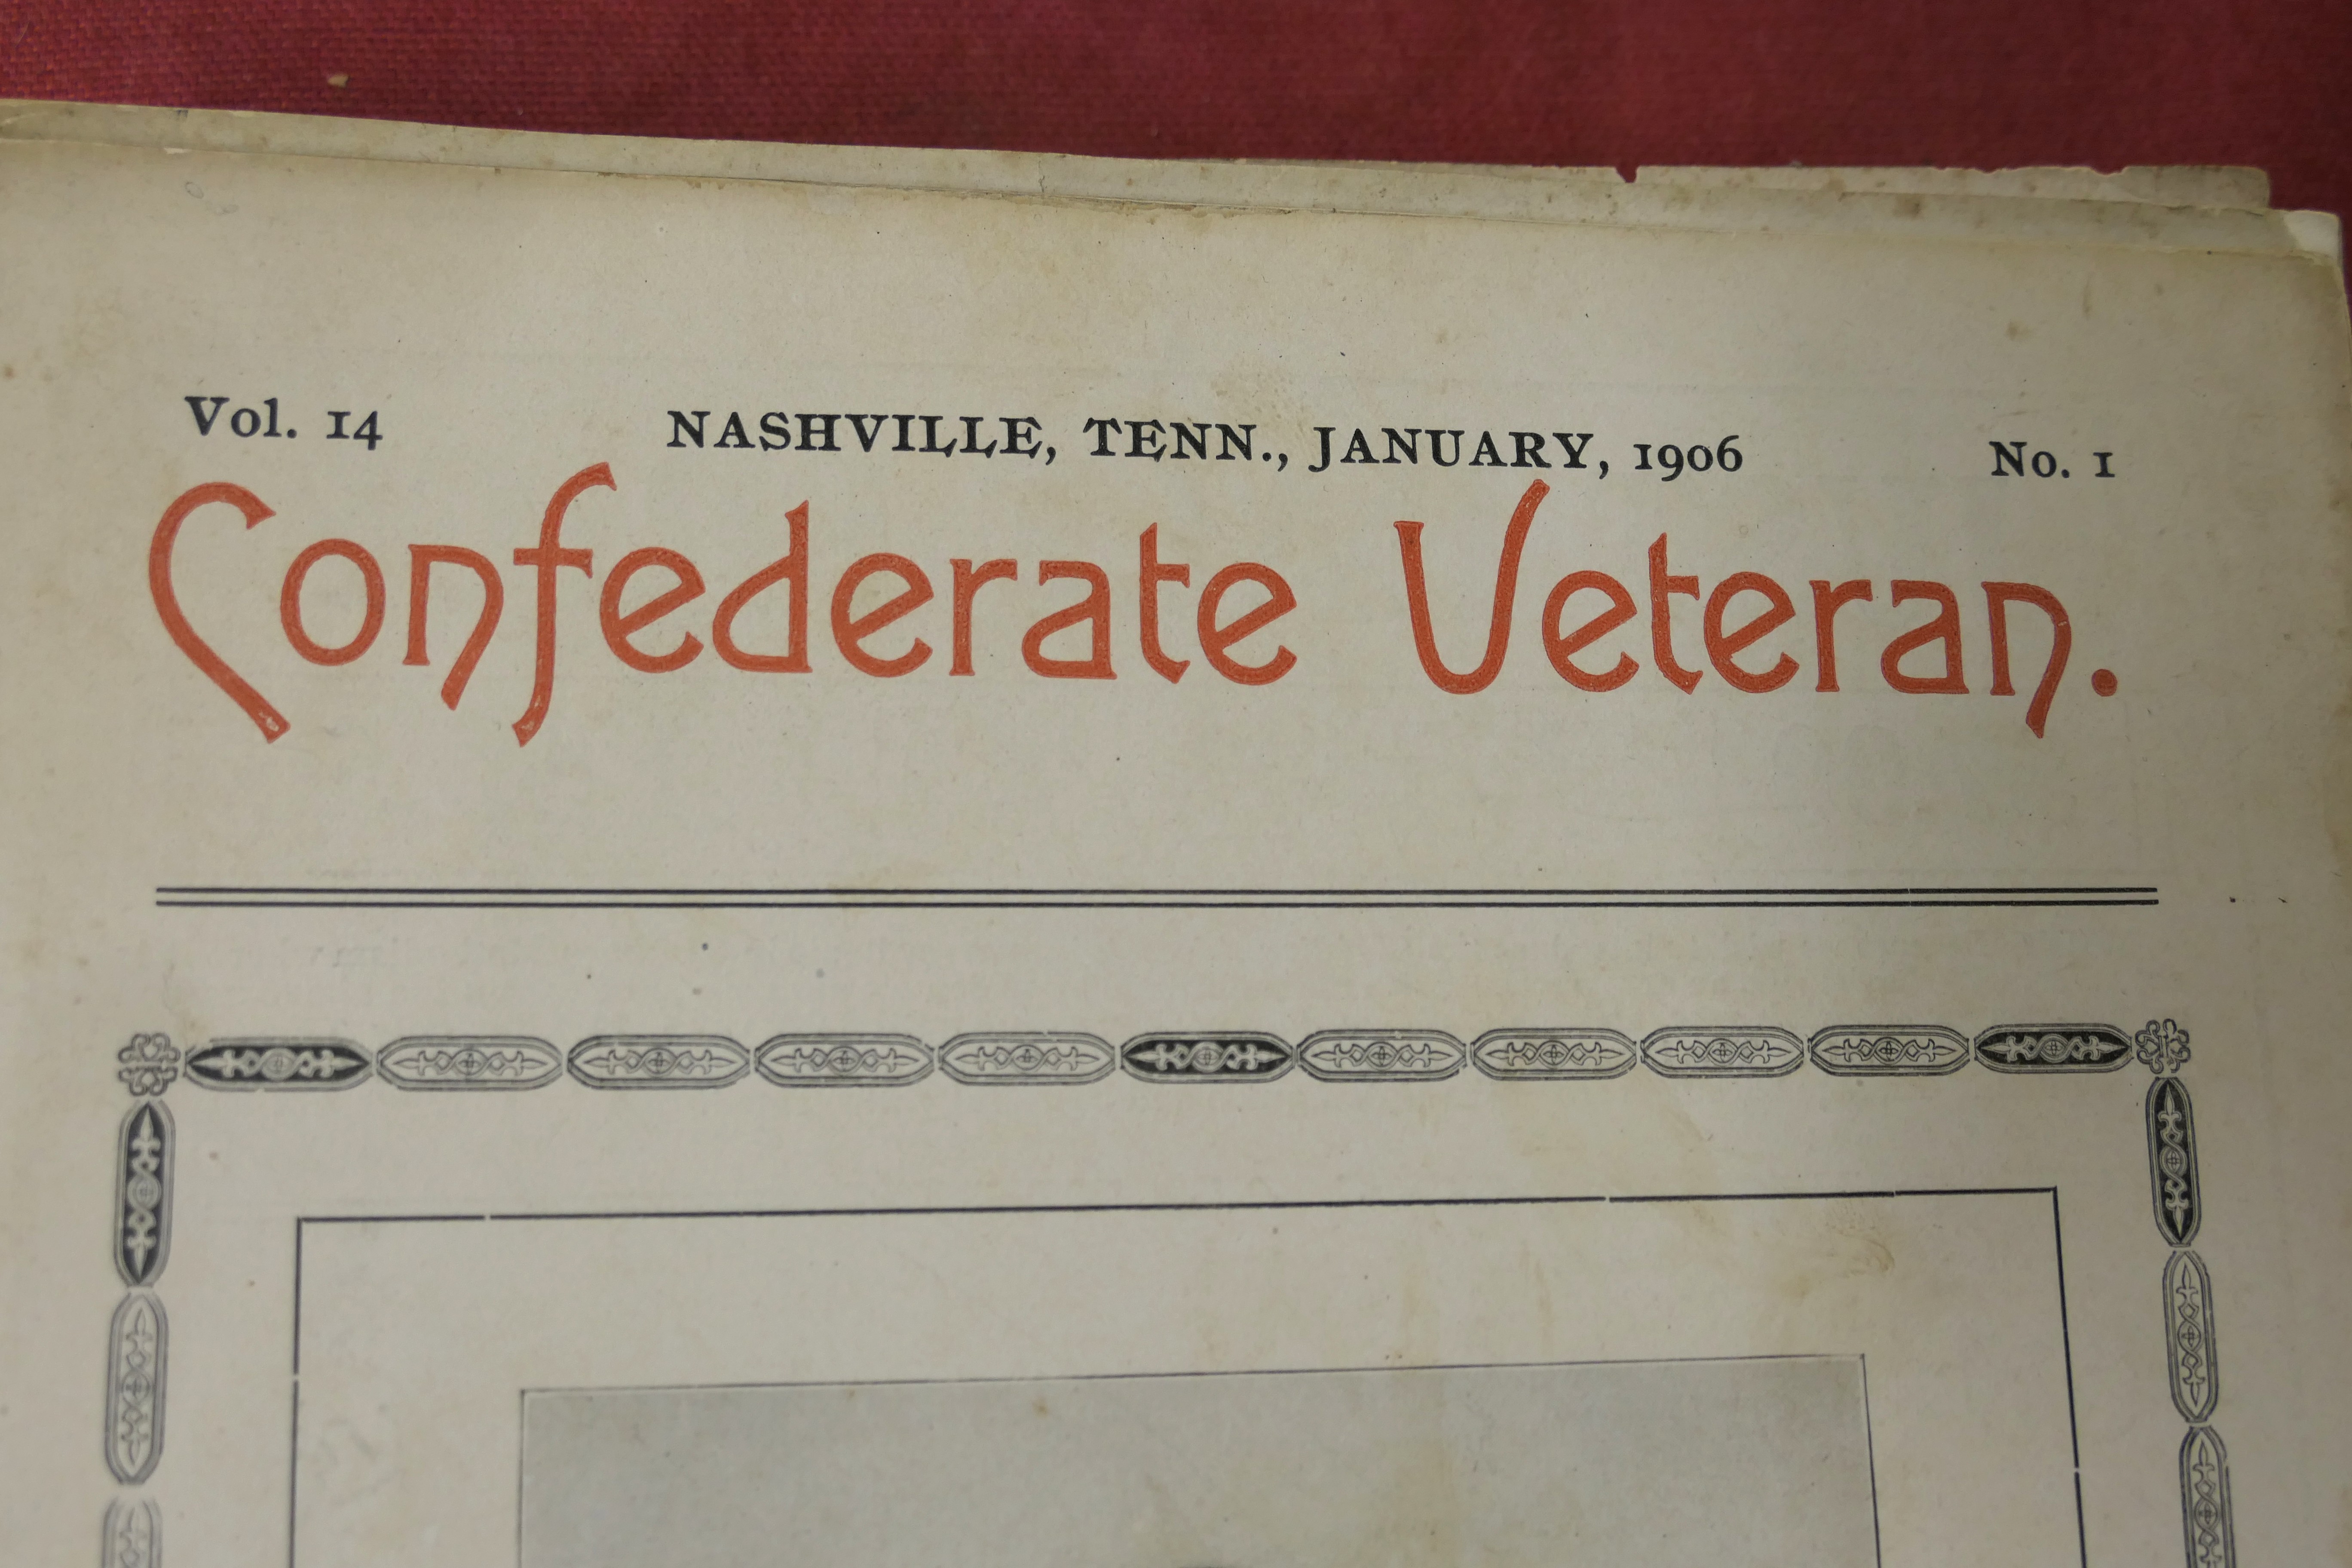 Vol. 14 NASHVILLE, TENN., JANUARY, 1906 No. 1
Confederate Veteran.